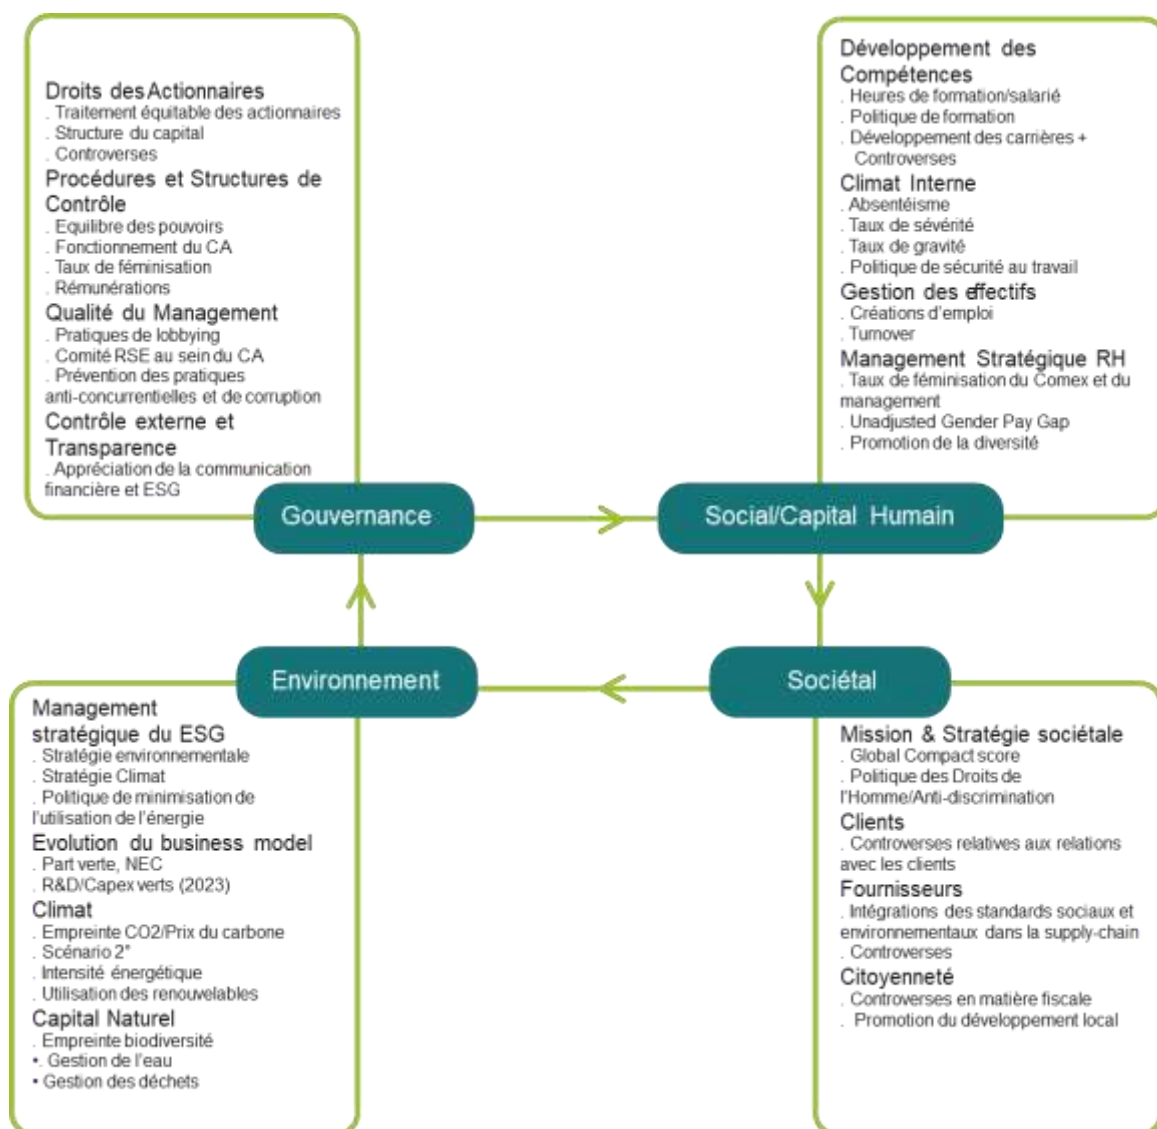 Droits des Actionnaires
. Traitement équitable des actionnaires
. Structure du capital
. Controverses
Procédures et Structures de
Contrôle
. Equilibre des pouvoirs
. Fonctionnement du CA
. Taux de féminisation
. Rémunérations
Qualité du Management
. Pratiques de lobbying
. Comité RSE au sein du CA
. Prévention des pratiques
anti-concurrentielles et de corruption
Contrôle externe et
Transparence
. Appréciation de la communication
financière et ESG
Gouvernance
Développement des
Compétences
. Heures de formation/salarié
. Politique de formation
. Développement des carrières +
Controverses
Climat Interne
. Absentéisme
. Taux de sévérité
. Taux de gravité
. Politique de sécurité au travail
Gestion des effectifs
. Créations d'emploi
. Turnover
Management Stratégique RH
. Taux de féminisation du Comex et du
management
. Unadjusted Gender Pay Gap
. Promotion de la diversité
Social/Capital Humain
Environnement
Management
stratégique du ESG
. Stratégie environnementale
. Stratégie Climat
. Politique de minimisation de
l'utilisation de l'énergie
Evolution du business model
. Part verte, NEC
. R&D/Capex verts (2023)
Climat
. Empreinte CO2/Prix du carbone
. Scénario 2°
. Intensité énergétique
. Utilisation des renouvelables
Capital Naturel
. Empreinte biodiversité
•. Gestion de l'eau
• Gestion des déchets
Sociétal
Mission & Stratégie sociétale
. Global Compact score
. Politique des Droits de
l'Homme/Anti-discrimination
Clients
. Controverses relatives aux relations
avec les clients
Fournisseurs
. Intégrations des standards sociaux et
environnementaux dans la supply-chain
. Controverses
Citoyenneté
. Controverses en matière fiscale
. Promotion du développement local